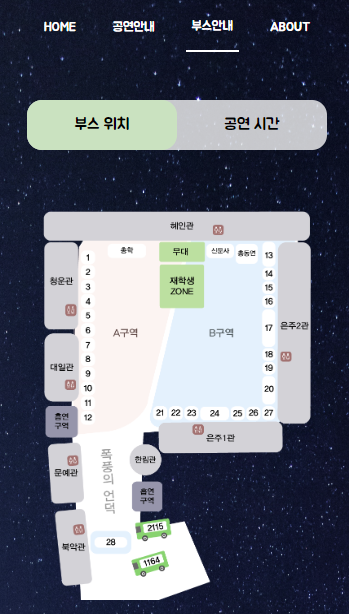 HOME 공연안내 부스안내 ABOUT
부스 위치 공연 시간
혜인관
총학 무대 신문사 홍동연
재학생
ZONE
청운관
대일관
흡연
구역
문예관
북악관
1
2
3
4
5
6
7
8
9
10
11
12
A구역
B구역
13
14
15
16
17
18
19
20
은주2관
21 22 23 24 25 26 27
은주1관
폭풍의 언덕
한림관
흡연
구역
28
2115
1164